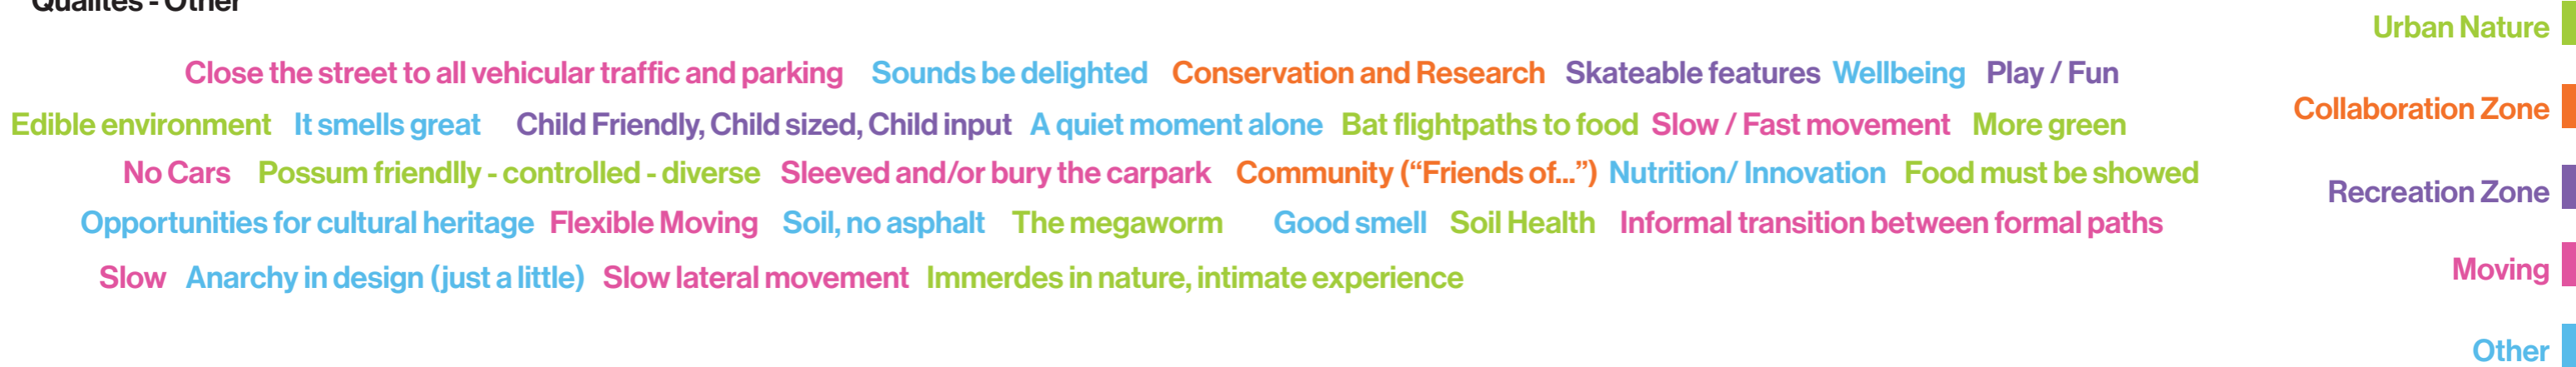 Qualites - Other
Close the street to all vehicular traffic and parking Sounds be delighted Conservation and Research Skateable features Wellbeing Play / Fun
Edible environment It smells great Child Friendly, Child sized, Child input A quiet moment alone Bat flightpaths to food Slow / Fast movement More green
No Cars Possum friendlly - controlled - diverse Sleeved and/or bury the carpark Community (“Friends of...”) Nutrition/ Innovation Food must be showed
Opportunities for cultural heritage Flexible Moving Soil, no asphalt The megaworm Good smell Soil Health Informal transition between formal paths
Slow Anarchy in design (just a little) Slow lateral movement Immerdes in nature, intimate experience
Urban Nature
Collaboration Zone
Recreation Zone
Moving
Other